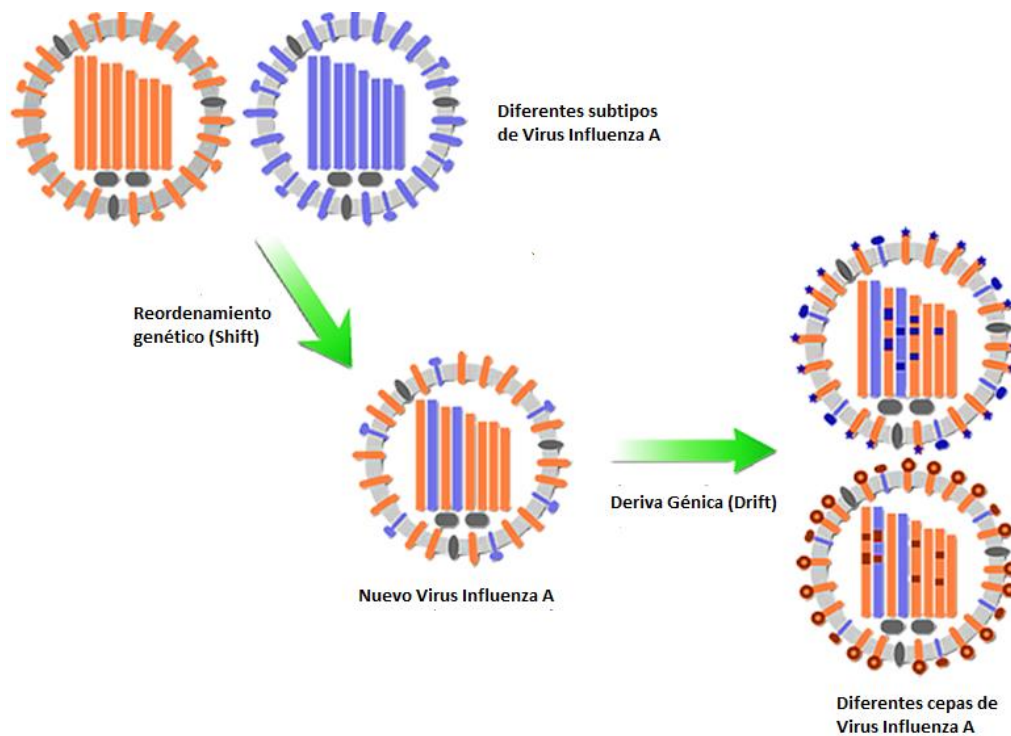 Diferentes subtipos
de Virus Influenza A
Reordenamiento
genético (Shift)
Nuevo Virus Influenza A
Deriva Génica (Drift)
Diferentes cepas de
Virus Influenza A